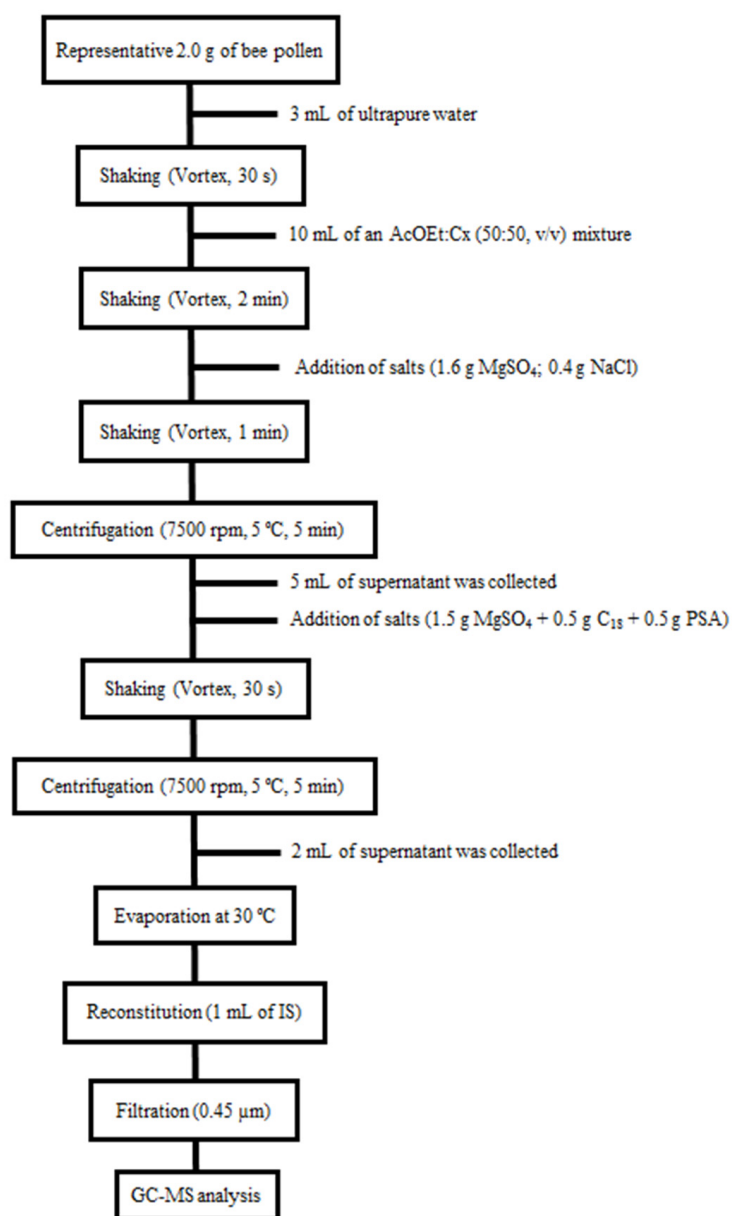 Representative 2.0 g of bee pollen
3 mL of ultrapure water
Shaking (Vortex, 30 s)
10 mL of an AcOEt:Cx (50:50, v/v) mixture
Shaking (Vortex, 2 min)
Addition of salts (1.6 g MgSO₄; 0.4 g NaCl)
Shaking (Vortex, 1 min)
Centrifugation (7500 rpm, 5 ºC, 5 min)
5 mL of supernatant was collected
Addition of salts (1.5 g MgSO₄ + 0.5 g C₁₈ + 0.5 g PSA)
Shaking (Vortex, 30 s)
Centrifugation (7500 rpm, 5 ºC, 5 min)
2 mL of supernatant was collected
Evaporation at 30 ºC
Reconstitution (1 mL of IS)
Filtration (0.45 µm)
GC-MS analysis